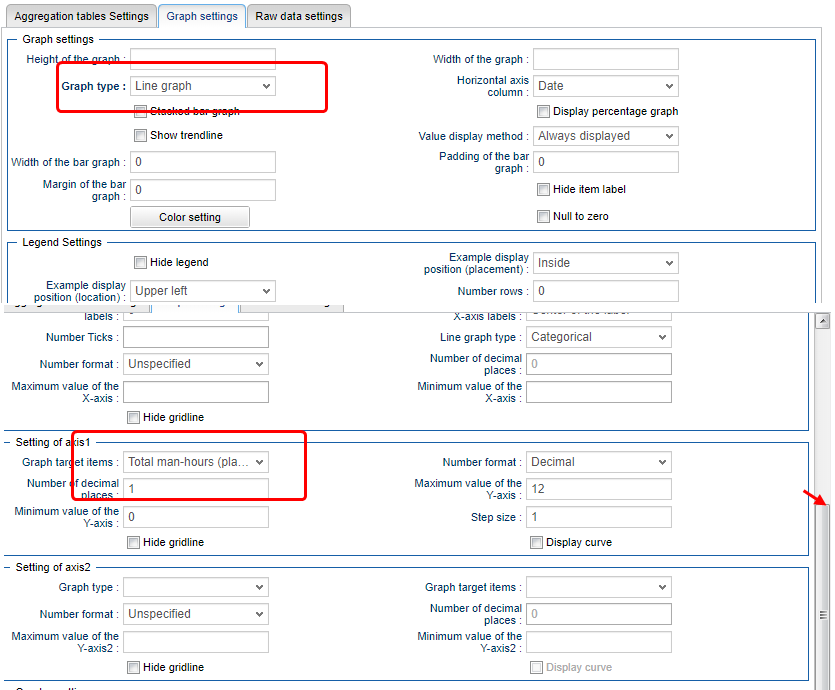 Aggregation tables Settings Graph settings Raw data settings
Graph settings
Height of the graph : Width of the graph :
Graph type : Line graph Horizontal axis column : Date
Stacked bar graph Display percentage graph
Show trendline Value display method : Always displayed
Width of the bar graph : 0 Padding of the bar graph : 0
Margin of the bar graph : 0 Hide item label
Color setting Null to zero
Legend Settings
Hide legend Example display position (placement) : Inside
Example display position (location) : Upper left Number rows : 0
labels : X-axis labels :
Number Ticks : Line graph type : Categorical
Number format : Unspecified Number of decimal places : 0
Maximum value of the X-axis : Minimum value of the X-axis :
Hide gridline
Setting of axis1
Graph target items : Total man-hours (pla... Number format : Decimal
Number of decimal places : 1 Maximum value of the Y-axis : 12
Minimum value of the Y-axis : 0 Step size : 1
Hide gridline Display curve
Setting of axis2
Graph type : Graph target items :
Number format : Unspecified Number of decimal places : 0
Maximum value of the Y-axis2 : Minimum value of the Y-axis2 :
Hide gridline Display curve